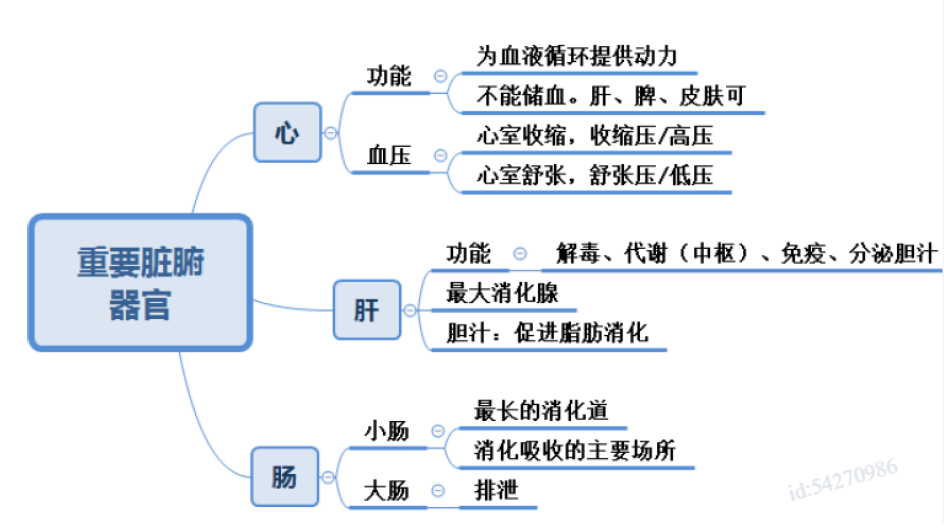 重要脏腑
器官
心
功能
为血液循环提供动力
不能储血。肝、脾、皮肤可
血压
心室收缩，收缩压/高压
心室舒张，舒张压/低压
肝
功能
解毒、代谢（中枢）、免疫、分泌胆汁
最大消化腺
胆汁：促进脂肪消化
肠
小肠
最长的消化道
消化吸收的主要场所
大肠
排泄
id:54270986